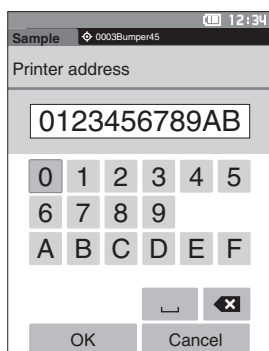 12:34
Sample 0003Bumper45
Printer address
0123456789AB
0 1 2 3 4 5
6 7 8 9
A B C D E F
OK Cancel